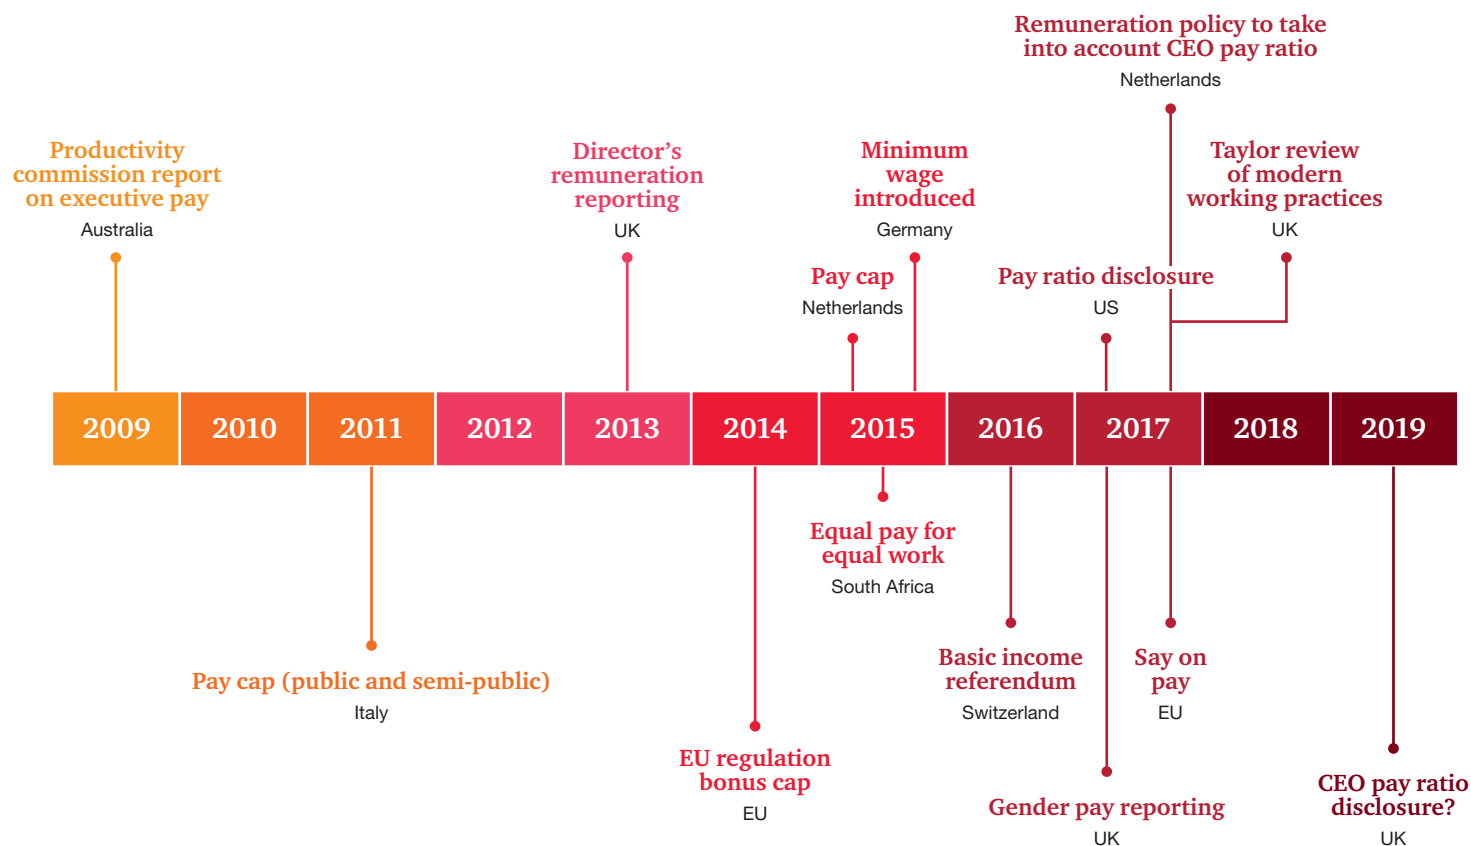 Remuneration policy to take
into account CEO pay ratio
Netherlands
Productivity
commission report
on executive pay
Australia
Director’s
remuneration
reporting
UK
Minimum
wage
introduced
Germany
Taylor review
of modern
working practices
UK
Pay cap
Netherlands
Pay ratio disclosure
US
2009
2010
2011
2012
2013
2014
2015
2016
2017
2018
2019
Equal pay for
equal work
South Africa
Pay cap (public and semi-public)
Italy
Basic income
referendum
Switzerland
Say on
pay
EU
EU regulation
bonus cap
EU
Gender pay reporting
UK
CEO pay ratio
disclosure?
UK